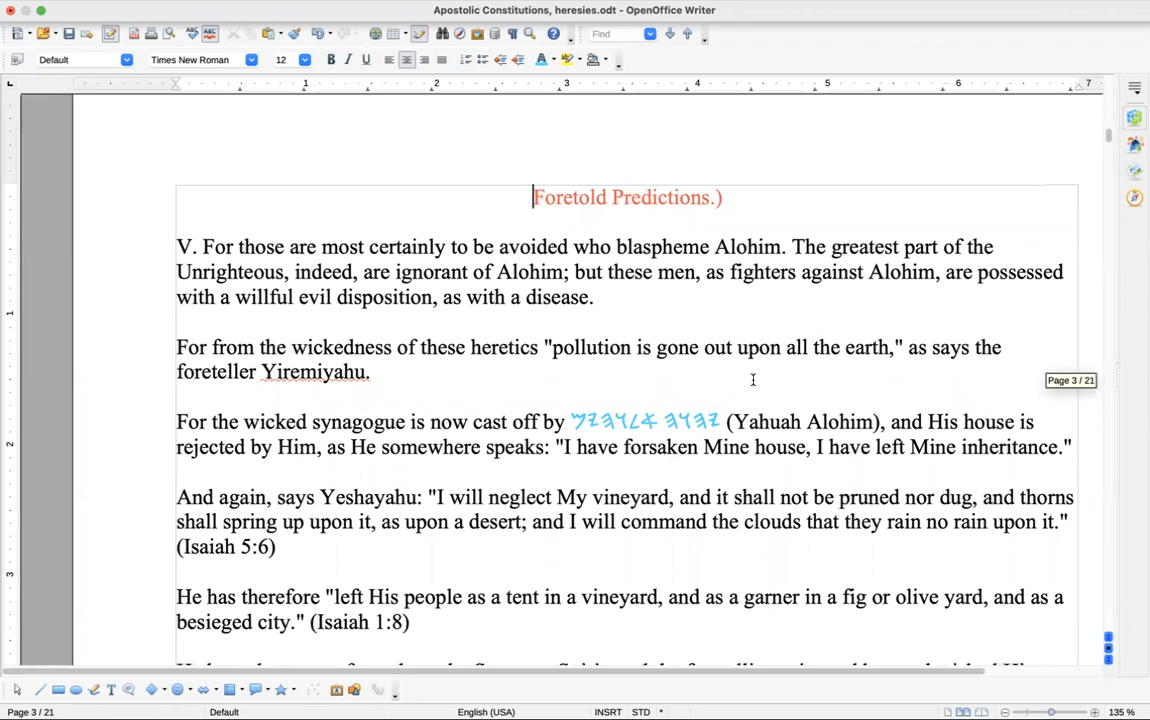 Apostolic Constitutions, heresies.odt - OpenOffice Writer
Find
Default Times New Roman 12 B I U A
1 2 3 4 5 6 7
Foretold Predictions.)
V. For those are most certainly to be avoided who blaspheme Alohim. The greatest part of the
Unrighteous, indeed, are ignorant of Alohim; but these men, as fighters against Alohim, are possessed
with a willful evil disposition, as with a disease.
For from the wickedness of these heretics "pollution is gone out upon all the earth," as says the
foreteller Yiremiyahu.
Page 3 / 21
For the wicked synagogue is now cast off by 𐤉𐤄𐤅𐤄 𐤀𐤋𐤅𐤄𐤉𐤌 (Yahuah Alohim), and His house is
rejected by Him, as He somewhere speaks: "I have forsaken Mine house, I have left Mine inheritance."
And again, says Yeshayahu: "I will neglect My vineyard, and it shall not be pruned nor dug, and thorns
shall spring up upon it, as upon a desert; and I will command the clouds that they rain no rain upon it."
(Isaiah 5:6)
He has therefore "left His people as a tent in a vineyard, and as a garner in a fig or olive yard, and as a
besieged city." (Isaiah 1:8)
Page 3 / 21 Default English (USA) INSRT STD * 135 %